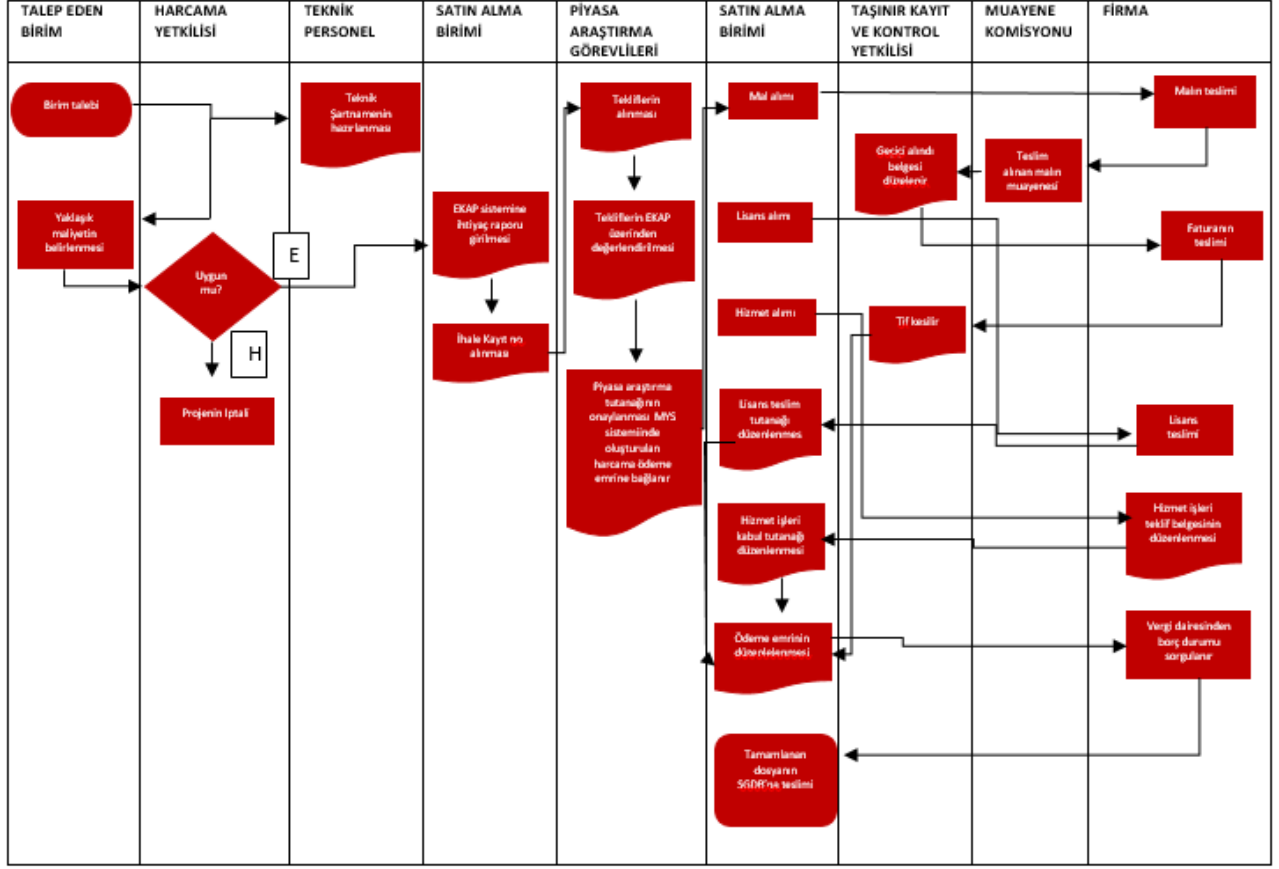 TALEP EDEN
BİRİM
HARCAMA
YETKİLİSİ
TEKNİK
PERSONEL
SATIN ALMA
BİRİMİ
PİYASA
ARAŞTIRMA
GÖREVLİLERİ
SATIN ALMA
BİRİMİ
TAŞINIR KAYIT
VE KONTROL
YETKİLİSİ
MUAYENE
KOMİSYONU
FİRMA
Birim talebi
Yaklaşık
maliyetin
belirlenmesi
Uygun
mu?
E
H
Projenin İptali
Teknik
Şartnamenin
hazırlanması
EKAP sistemine
ihtiyaç raporu
girilmesi
İhale Kayıt no
alınması
Tekliflerin
alınması
Tekliflerin EKAP
üzerinden
değerlendirilmesi
Piyasa araştırma
tutanağının
onaylanması MYS
sistemiinde
oluşturulan
harcama ödeme
emrine bağlanır
Mal alımı
Lisans alımı
Hizmet alımı
Lisans teslim
tutanağı
düzenlenmes
Hizmet işleri
kabul tutanağı
düzenlenmesi
Ödeme emrinin
düzenlelenmesi
Tamamlanan
dosyanın
SGDB'na teslimi
Geçici alındı
belgesi
düzelenir
Tif kesilir
Teslim
alınan malın
muayenesi
Malın teslimi
Faturanın
teslimi
Lisans
teslimi
Hizmet işleri
teklif belgesinin
düzenlenmesi
Vergi dairesinden
borç durumu
sorgulanır